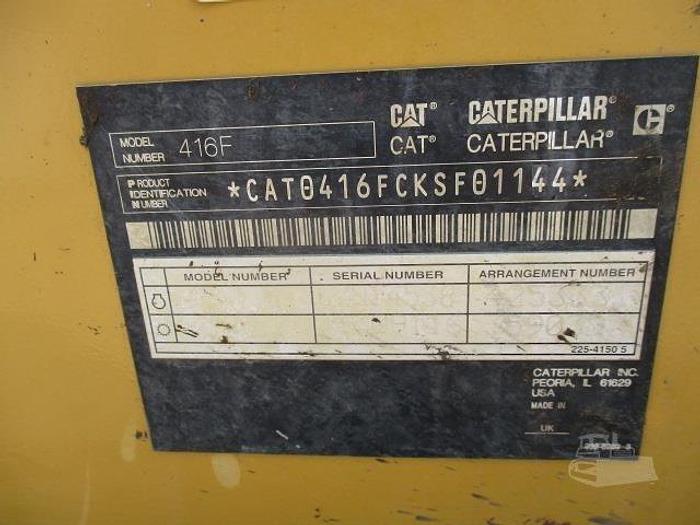 CAT® CATERPILLAR®
CAT® CATERPILLAR®
MODEL NUMBER 416F
PRODUCT IDENTIFICATION NUMBER *CAT0416FCKSF01144*
MODEL NUMBER SERIAL NUMBER ARRANGEMENT NUMBER
225-4150 5
CATERPILLAR INC.
PEORIA, IL 61629
USA
MADE IN
UK